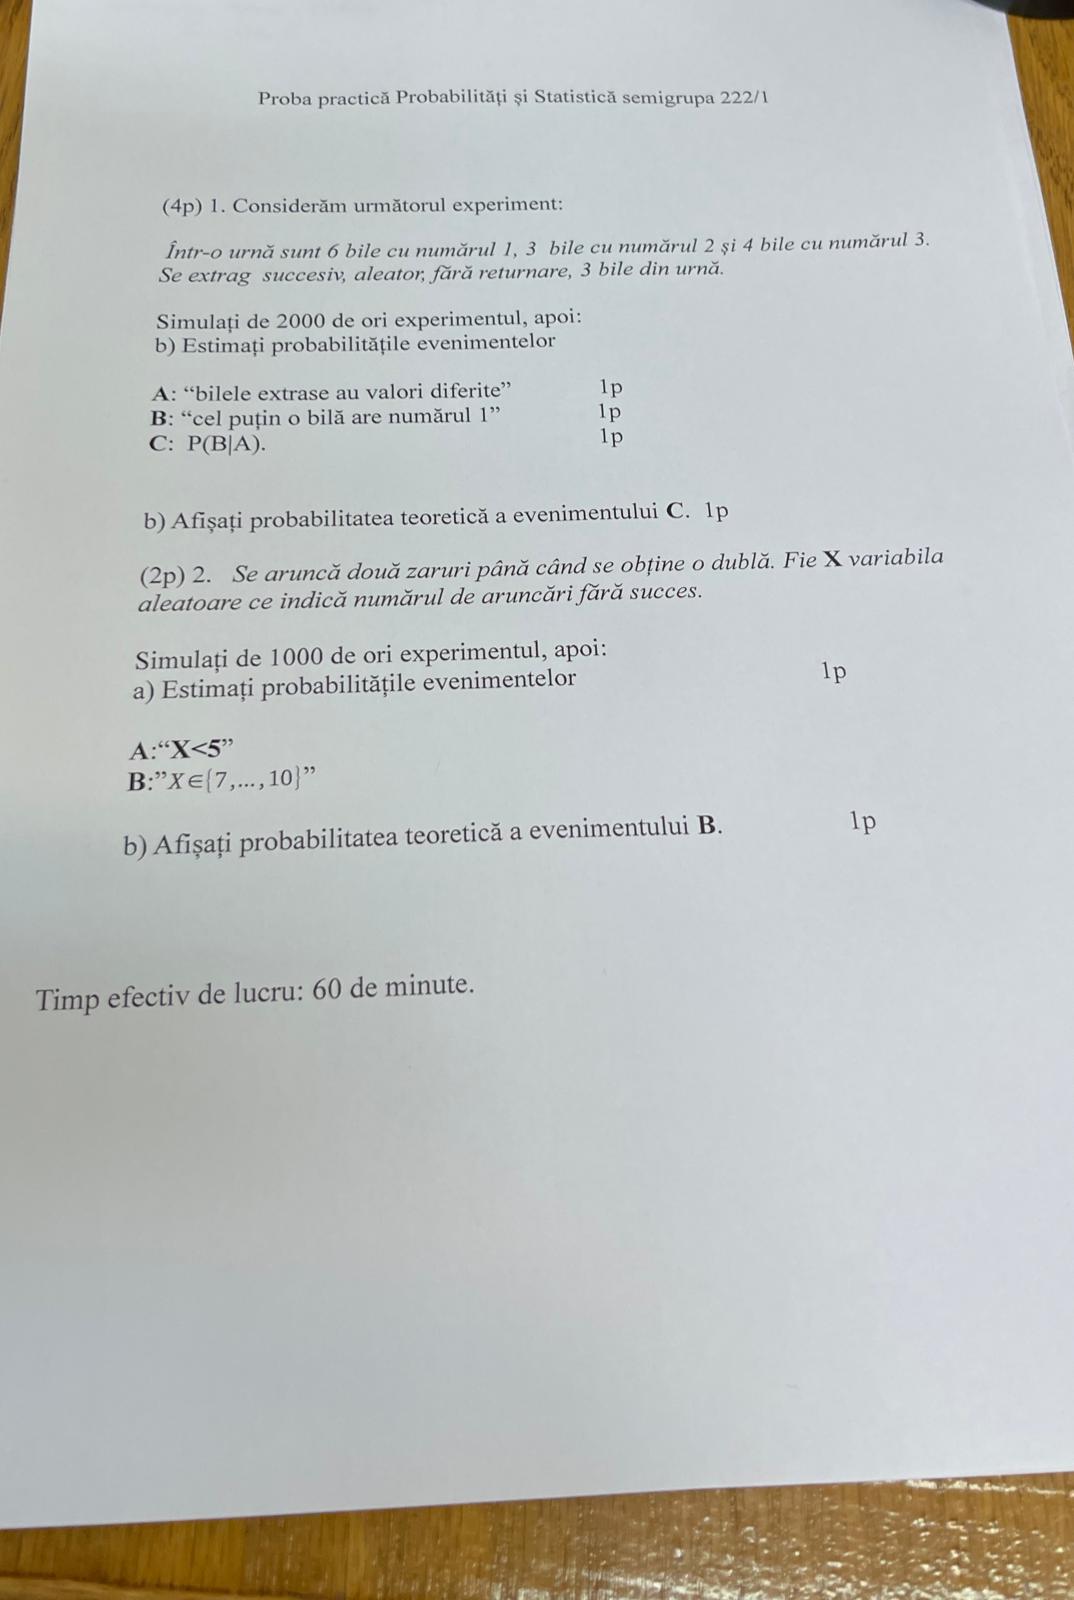 Proba practică Probabilități și Statistică semigrupa 222/1
(4p) 1. Considerăm următorul experiment:
Într-o urnă sunt 6 bile cu numărul 1, 3 bile cu numărul 2 și 4 bile cu numărul 3.
Se extrag succesiv, aleator, fără returnare, 3 bile din urnă.
Simulați de 2000 de ori experimentul, apoi:
b) Estimați probabilitățile evenimentelor
A: “bilele extrase au valori diferite” 1p
B: “cel puțin o bilă are numărul 1” 1p
C: P(B|A). 1p
b) Afișați probabilitatea teoretică a evenimentului C. 1p
(2p) 2. Se aruncă două zaruri până când se obține o dublă. Fie X variabila
aleatoare ce indică numărul de aruncări fără succes.
Simulați de 1000 de ori experimentul, apoi:
a) Estimați probabilitățile evenimentelor 1p
A:“X<5”
B:”X∈{7,...,10}”
b) Afișați probabilitatea teoretică a evenimentului B. 1p
Timp efectiv de lucru: 60 de minute.